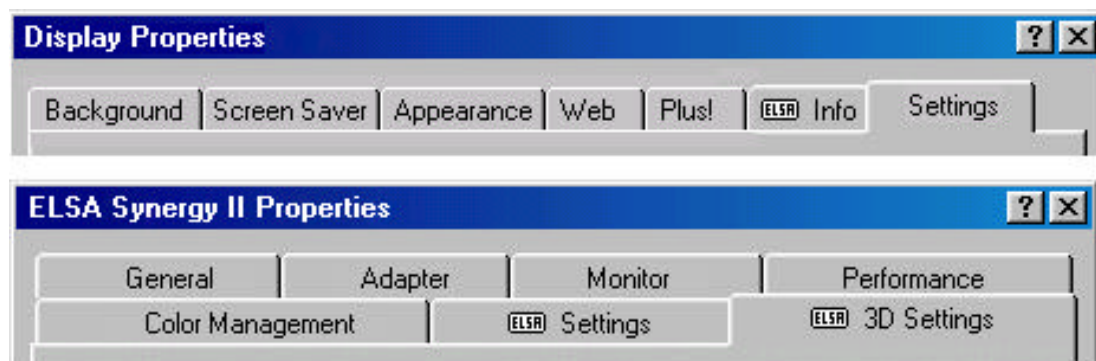 Display Properties ? ×
Background Screen Saver Appearance Web Plus! ELSA Info Settings
ELSA Synergy II Properties ? ×
General Adapter Monitor Performance
Color Management ELSA Settings ELSA 3D Settings